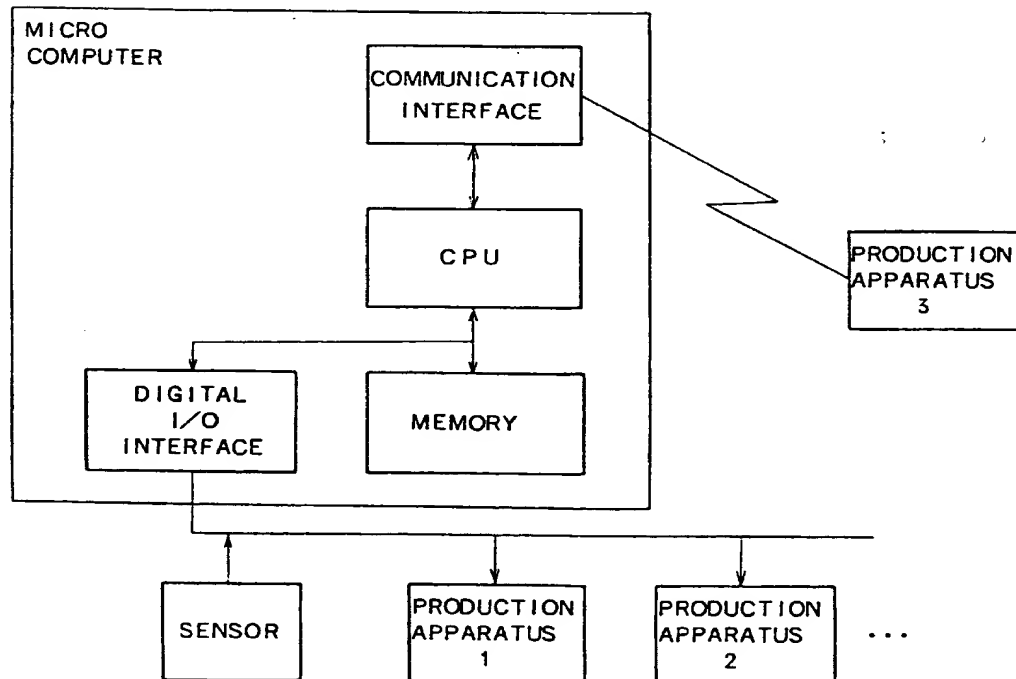 MICRO
COMPUTER
COMMUNICATION
INTERFACE
CPU
PRODUCTION
APPARATUS
3
DIGITAL
I/O
INTERFACE
MEMORY
SENSOR
PRODUCTION
APPARATUS
1
PRODUCTION
APPARATUS
2
...